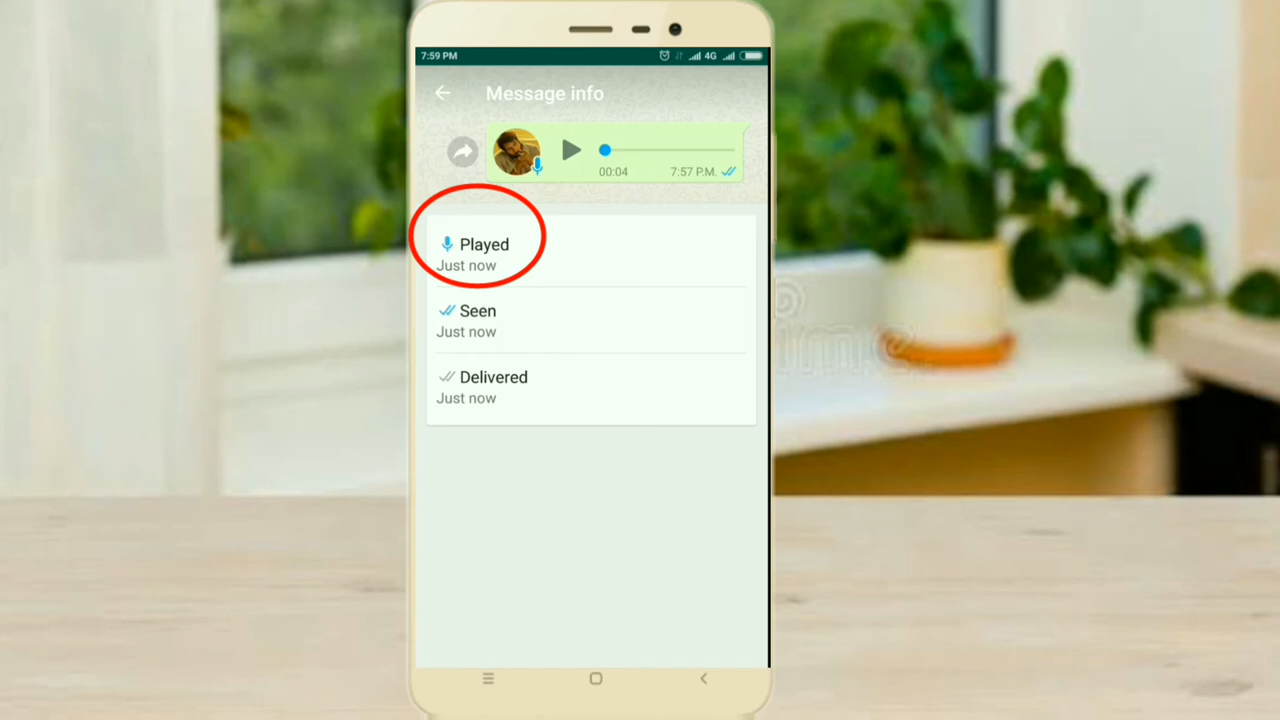 7:59 PM 4G
Message info
00:04 7:57 P.M.
Played
Just now
Seen
Just now
Delivered
Just now